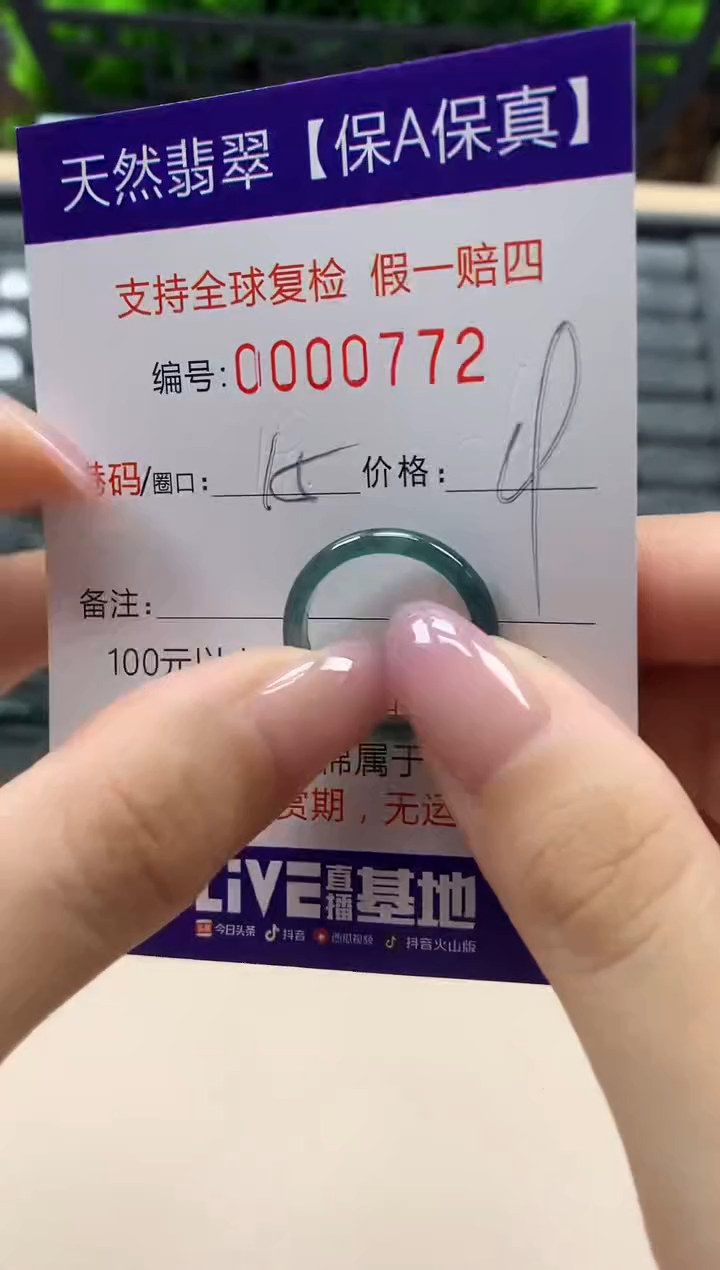 天然翡翠【保A保真】
支持全球复检 假一赔四
编号:0000772
港码/圈口: 价格:
备注:
100元以
属于
赏期，无运
LiVE直播基地
今日头条 抖音 西瓜视频 抖音火山版